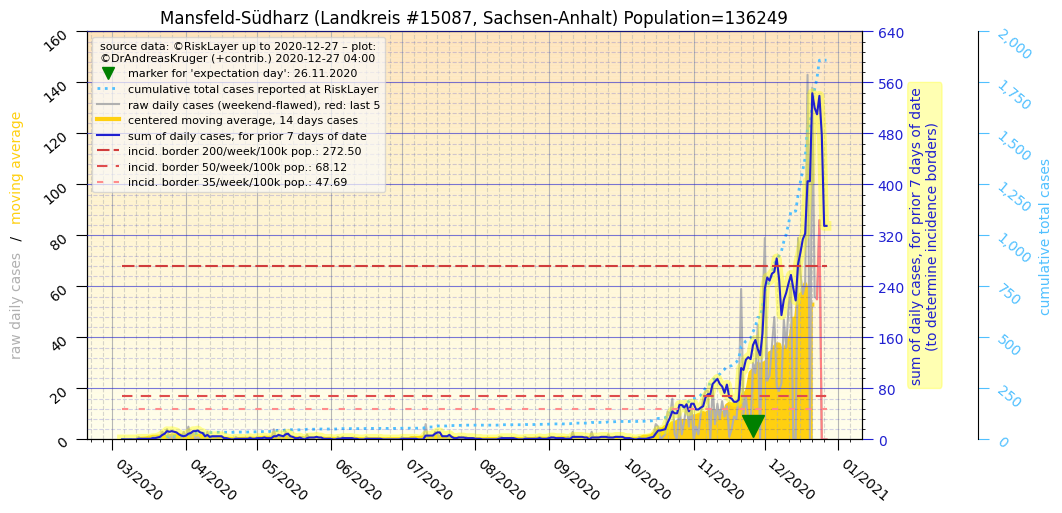 Mansfeld-Südharz (Landkreis #15087, Sachsen-Anhalt) Population=136249
source data: ©RiskLayer up to 2020-12-27 – plot:
©DrAndreasKruger (+contrib.) 2020-12-27 04:00
marker for 'expectation day': 26.11.2020
cumulative total cases reported at RiskLayer
raw daily cases (weekend-flawed), red: last 5
centered moving average, 14 days cases
sum of daily cases, for prior 7 days of date
incid. border 200/week/100k pop.: 272.50
incid. border 50/week/100k pop.: 68.12
incid. border 35/week/100k pop.: 47.69
raw daily cases / moving average
160
140
120
100
80
60
40
20
0
03/2020
04/2020
05/2020
06/2020
07/2020
08/2020
09/2020
10/2020
11/2020
12/2020
01/2021
640
560
480
400
320
240
160
80
0
sum of daily cases, for prior 7 days of date
(to determine incidence borders)
2,000
1,750
1,500
1,250
1,000
750
500
250
0
cumulative total cases